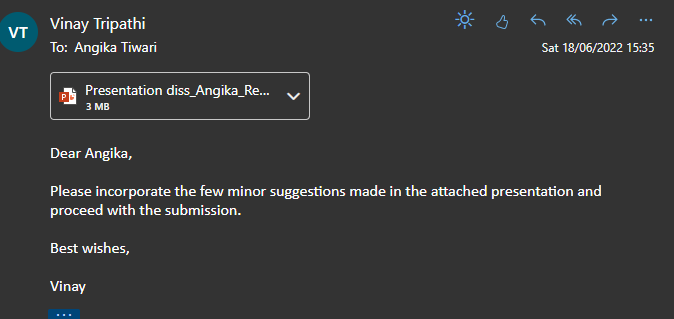 VT
Vinay Tripathi
To: Angika Tiwari
Sat 18/06/2022 15:35
Presentation diss_Angika_Re...
3 MB
Dear Angika,
Please incorporate the few minor suggestions made in the attached presentation and
proceed with the submission.
Best wishes,
Vinay